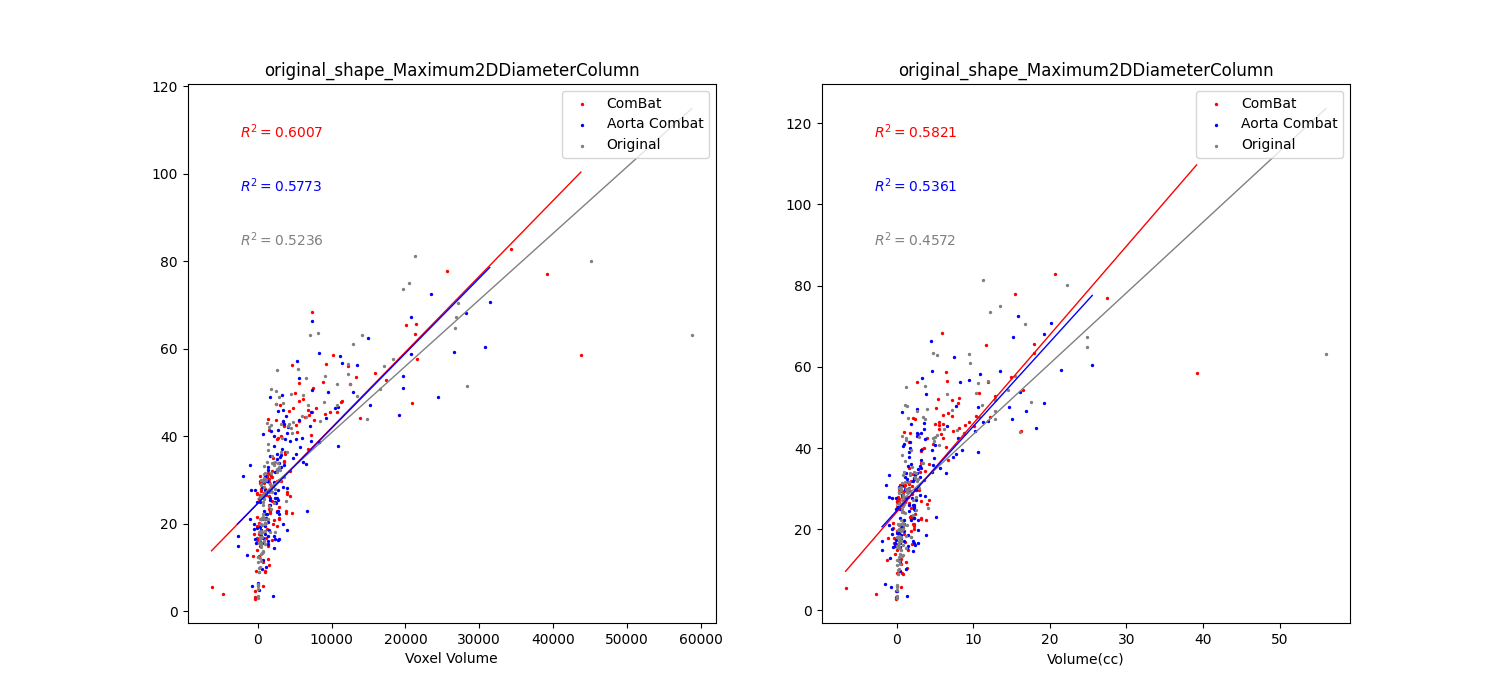 original_shape_Maximum2DDiameterColumn
120
100
80
60
40
20
0
R² = 0.6007
R² = 0.5773
R² = 0.5236
ComBat
Aorta Combat
Original
0 10000 20000 30000 40000 50000 60000
Voxel Volume
original_shape_Maximum2DDiameterColumn
120
100
80
60
40
20
0
R² = 0.5821
R² = 0.5361
R² = 0.4572
ComBat
Aorta Combat
Original
0 10 20 30 40 50
Volume(cc)